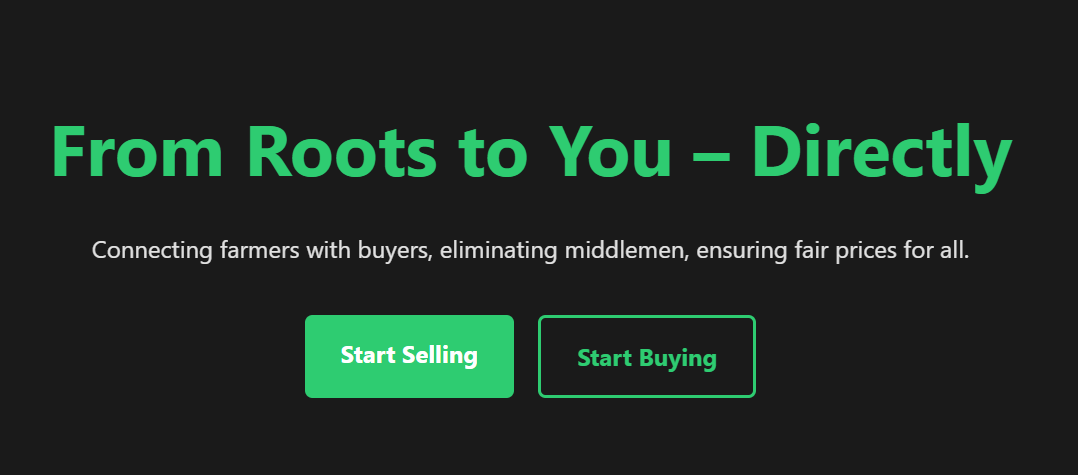 From Roots to You – Directly
Connecting farmers with buyers, eliminating middlemen, ensuring fair prices for all.
Start Selling
Start Buying